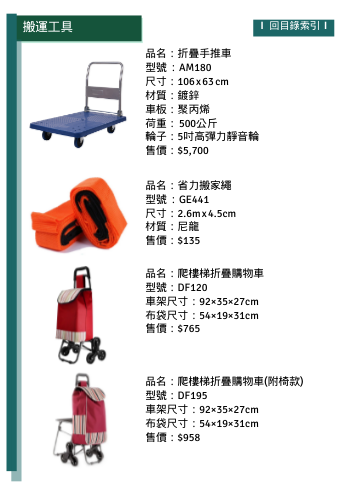 搬運工具
I 回目錄索引 I
品名：折疊手推車
型號：AM180
尺寸：106x63cm
材質：鍍鋅
車板：聚丙烯
荷重：500公斤
輪子：5吋高彈力靜音輪
售價：$5,700
品名：省力搬家繩
型號：GE441
尺寸：2.6mx4.5cm
材質：尼龍
售價：$135
品名：爬樓梯折疊購物車
型號：DF120
車架尺寸：92×35×27cm
布袋尺寸：54×19×31cm
售價：$765
品名：爬樓梯折疊購物車(附椅款)
型號：DF195
車架尺寸：92×35×27cm
布袋尺寸：54×19×31cm
售價：$958